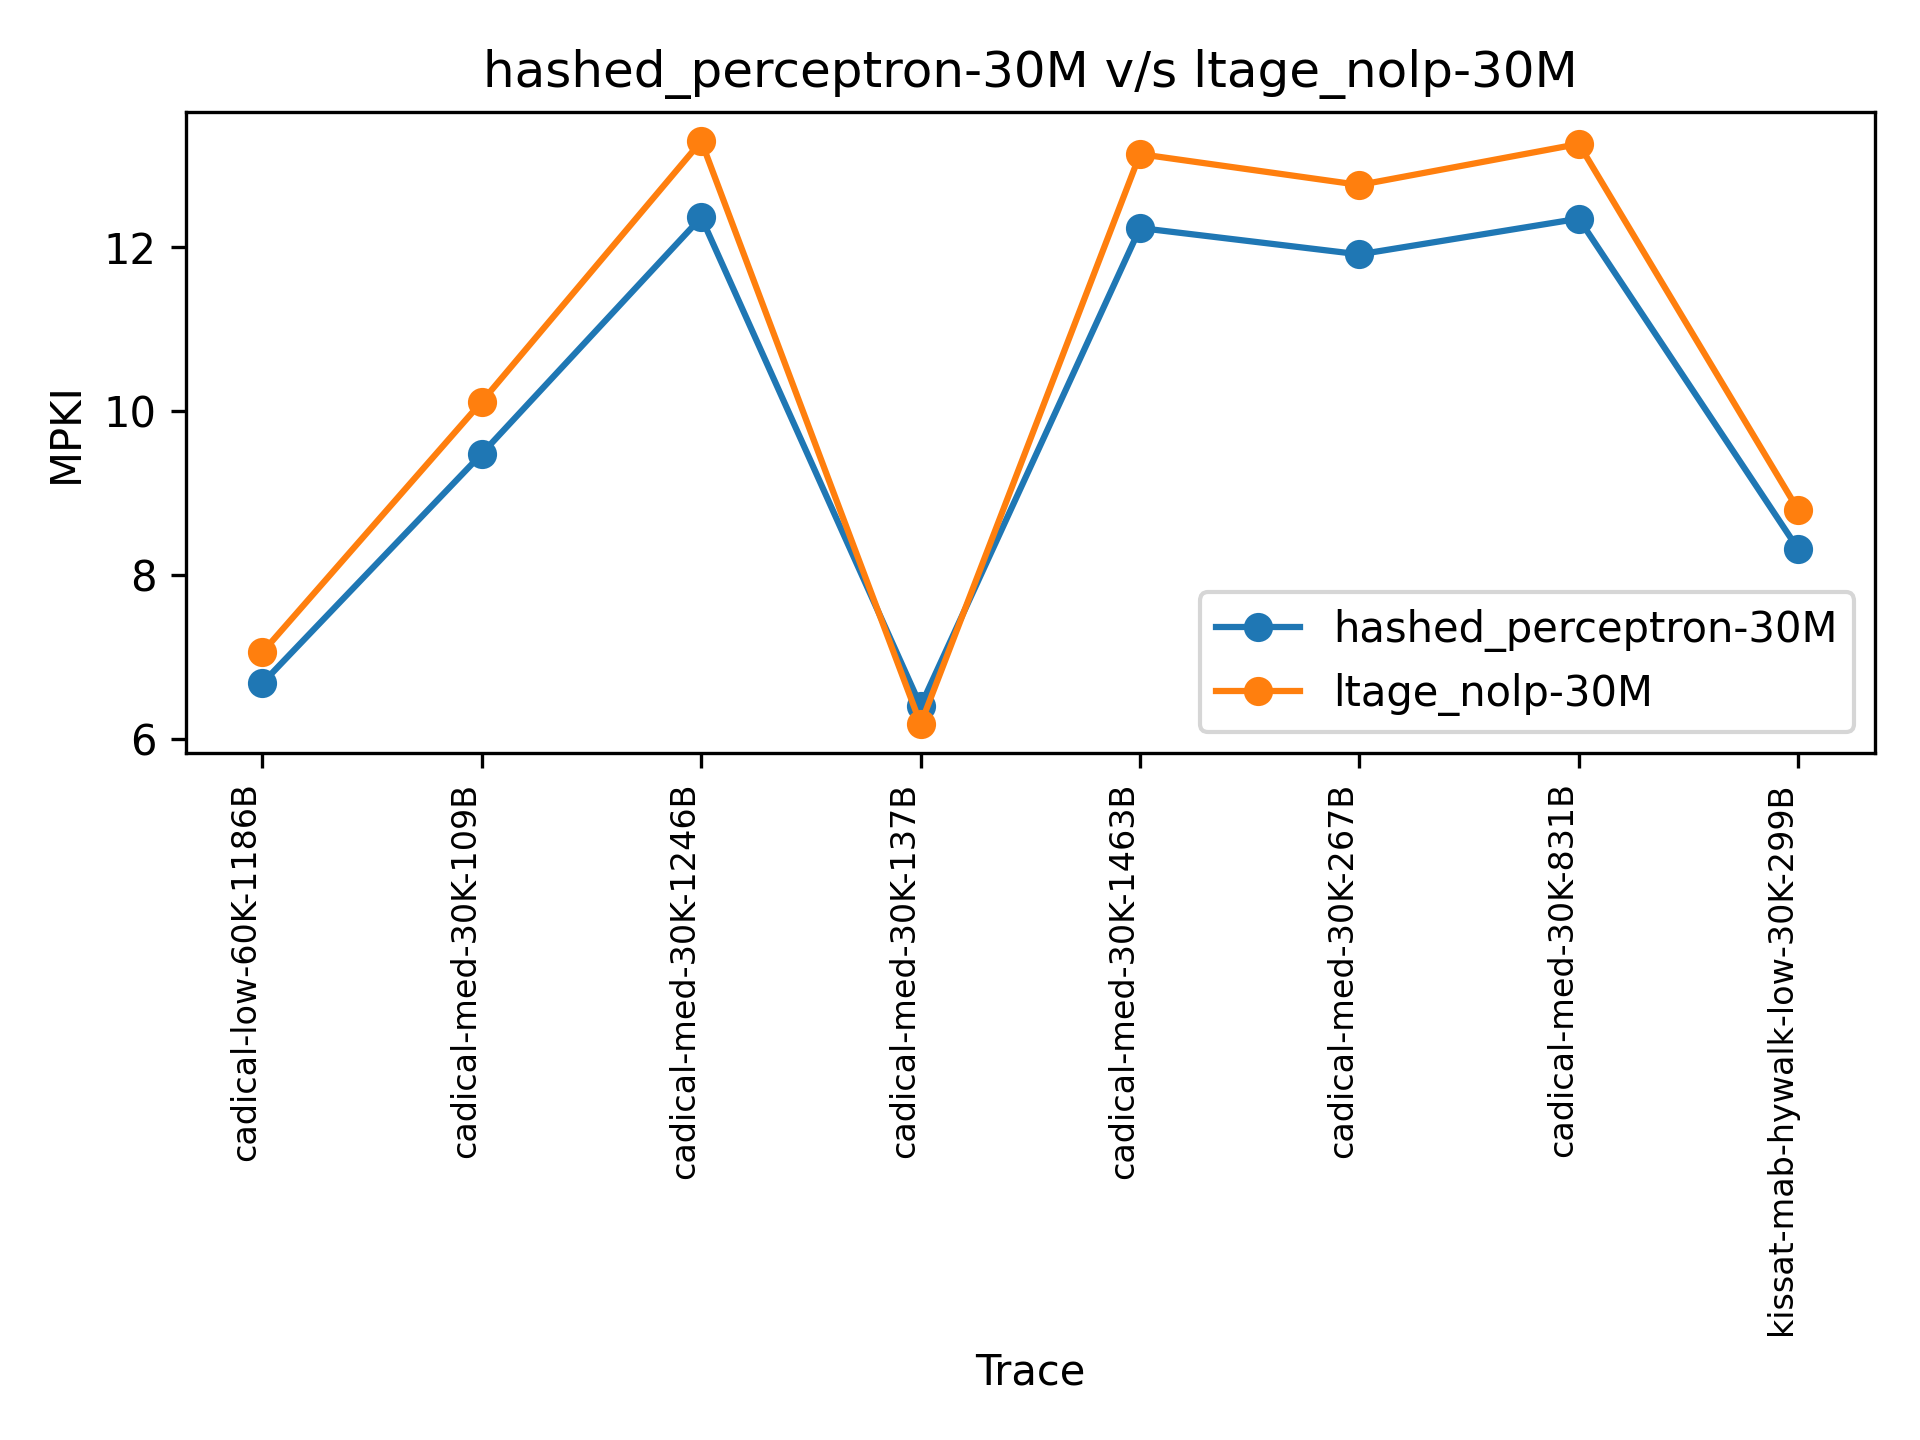 hashed_perceptron-30M v/s ltage_nolp-30M
MPKI
12
10
8
6
hashed_perceptron-30M
ltage_nolp-30M
cadical-low-60K-1186B
cadical-med-30K-109B
cadical-med-30K-1246B
cadical-med-30K-137B
cadical-med-30K-1463B
cadical-med-30K-267B
cadical-med-30K-831B
kissat-mab-hywalk-low-30K-299B
Trace